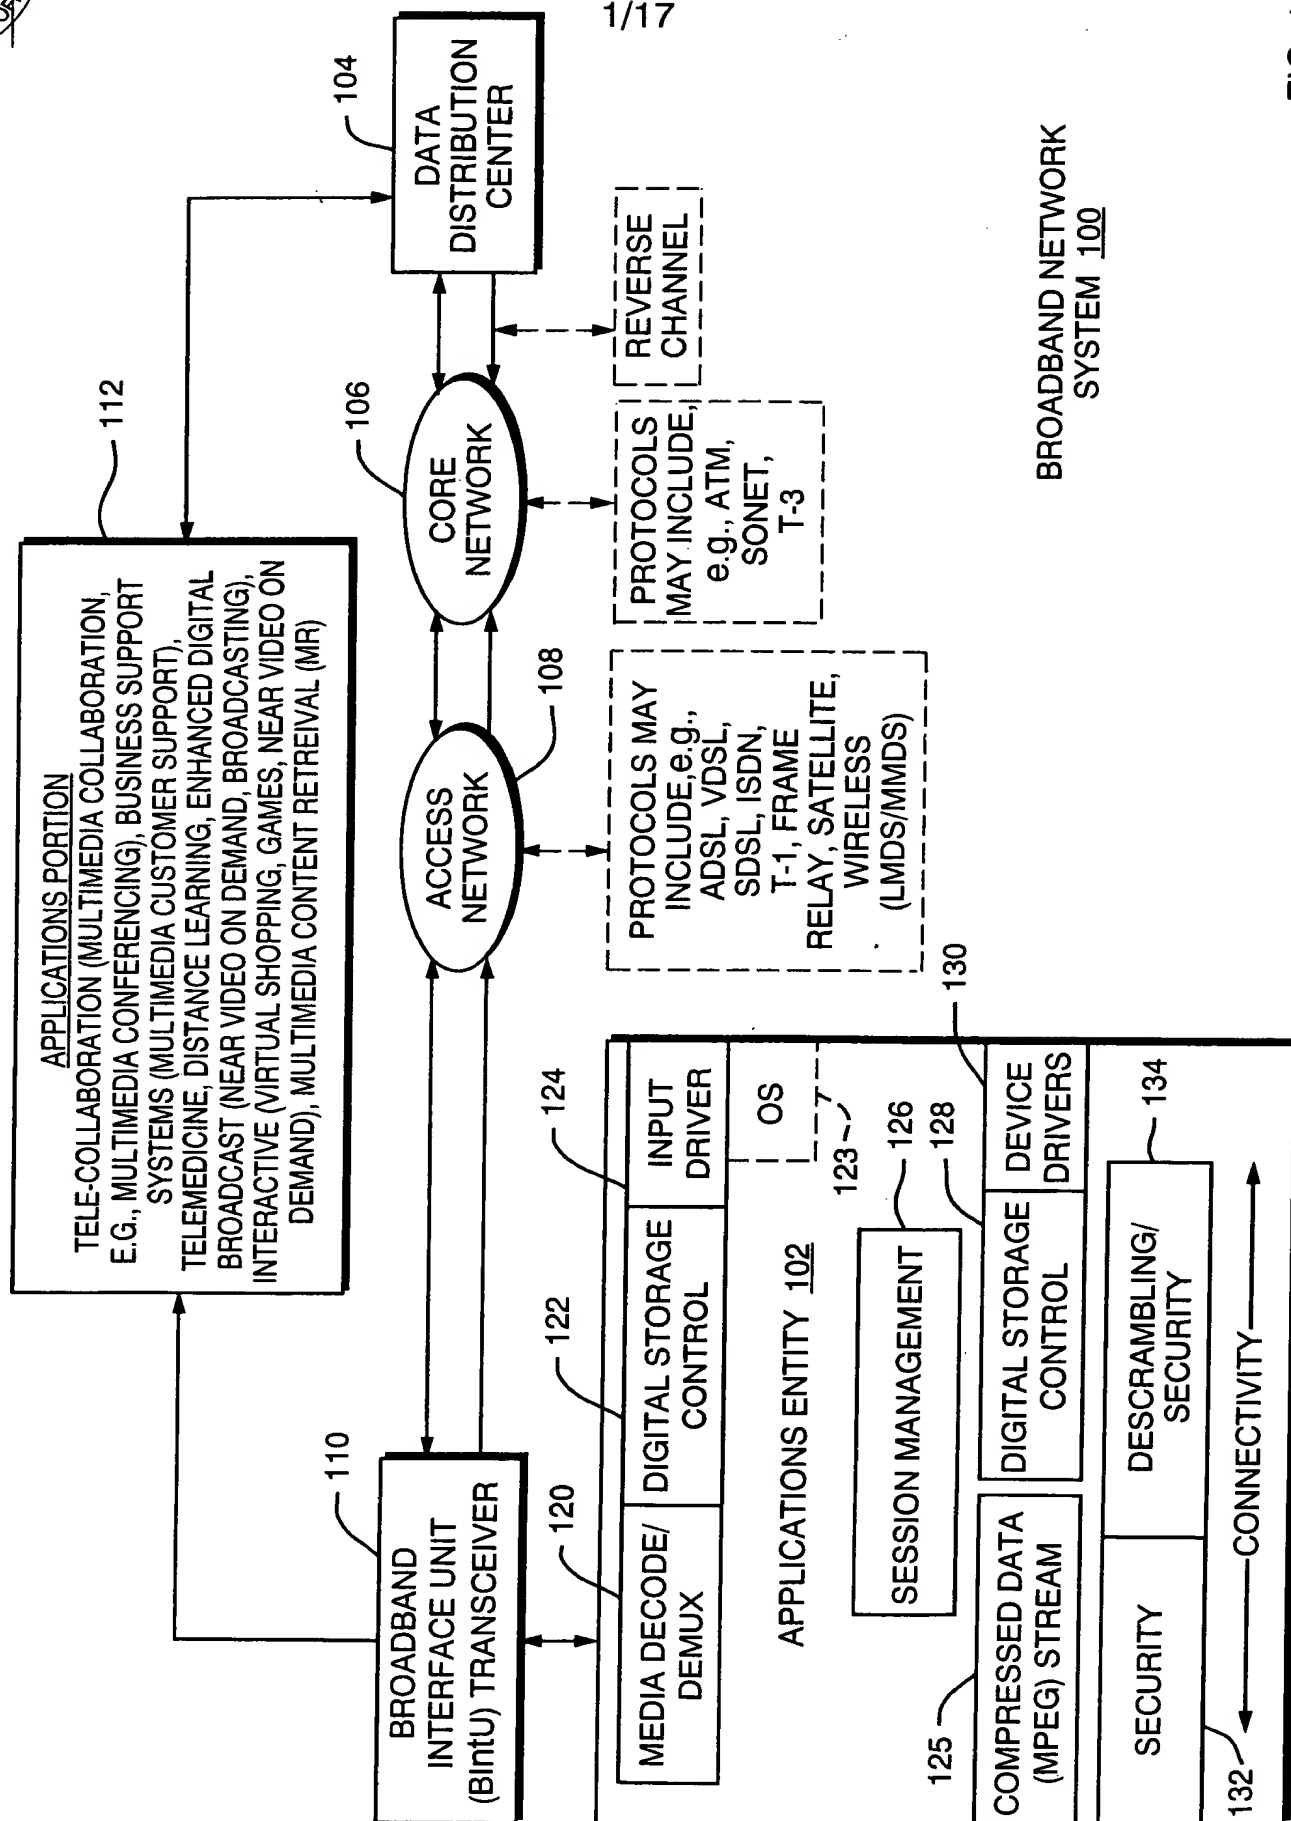 1/17
APPLICATIONS PORTION
TELE-COLLABORATION (MULTIMEDIA COLLABORATION,
E.G., MULTIMEDIA CONFERENCING), BUSINESS SUPPORT
SYSTEMS (MULTIMEDIA CUSTOMER SUPPORT),
TELEMEDICINE, DISTANCE LEARNING, ENHANCED DIGITAL
BROADCAST (NEAR VIDEO ON DEMAND, BROADCASTING),
INTERACTIVE (VIRTUAL SHOPPING, GAMES, NEAR VIDEO ON
DEMAND), MULTIMEDIA CONTENT RETREIVAL (MR)
112
110
BROADBAND
INTERFACE UNIT
(BIntU) TRANSCEIVER
ACCESS
NETWORK
108
106
CORE
NETWORK
104
DATA
DISTRIBUTION
CENTER
PROTOCOLS MAY
INCLUDE,e.g.,
ADSL, VDSL,
SDSL, ISDN,
T-1, FRAME
RELAY, SATELLITE,
WIRELESS
(LMDS/MMDS)
PROTOCOLS
MAY INCLUDE,
e.g., ATM,
SONET,
T-3
REVERSE
CHANNEL
120
122
124
MEDIA DECODE/
DEMUX
DIGITAL STORAGE
CONTROL
INPUT
DRIVER
OS
123
APPLICATIONS ENTITY 102
126
SESSION MANAGEMENT
125
128
130
COMPRESSED DATA
(MPEG) STREAM
DIGITAL STORAGE
CONTROL
DEVICE
DRIVERS
134
SECURITY
DESCRAMBLING/
SECURITY
132
CONNECTIVITY
BROADBAND NETWORK
SYSTEM 100